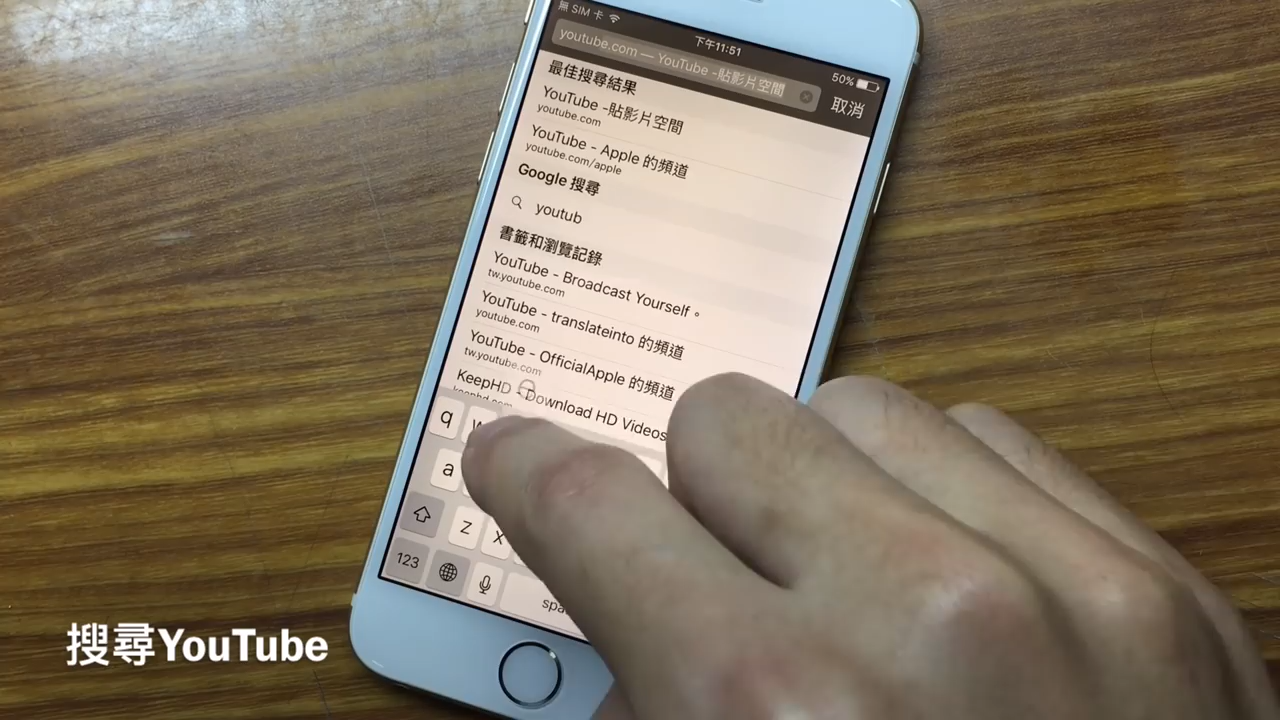 無 SIM 卡
下午11:51
50%
youtube.com — YouTube -貼影片空間
取消
最佳搜尋結果
YouTube -貼影片空間
youtube.com
YouTube - Apple 的頻道
youtube.com/apple
Google 搜尋
youtub
書籤和瀏覽記錄
YouTube - Broadcast Yourself。
tw.youtube.com
YouTube - translateinto 的頻道
youtube.com
YouTube - OfficialApple 的頻道
tw.youtube.com
KeepHD - Download HD Videos
keephd.com
q w
a
z x
123
spa
搜尋YouTube